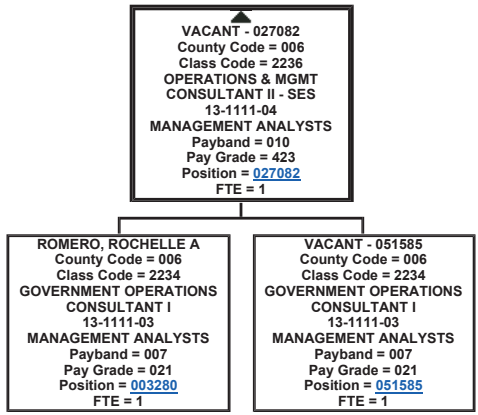 VACANT - 027082
County Code = 006
Class Code = 2236
OPERATIONS & MGMT
CONSULTANT II - SES
13-1111-04
MANAGEMENT ANALYSTS
Payband = 010
Pay Grade = 423
Position = 027082
FTE = 1
ROMERO, ROCHELLE A
County Code = 006
Class Code = 2234
GOVERNMENT OPERATIONS
CONSULTANT I
13-1111-03
MANAGEMENT ANALYSTS
Payband = 007
Pay Grade = 021
Position = 003280
FTE = 1
VACANT - 051585
County Code = 006
Class Code = 2234
GOVERNMENT OPERATIONS
CONSULTANT I
13-1111-03
MANAGEMENT ANALYSTS
Payband = 007
Pay Grade = 021
Position = 051585
FTE = 1